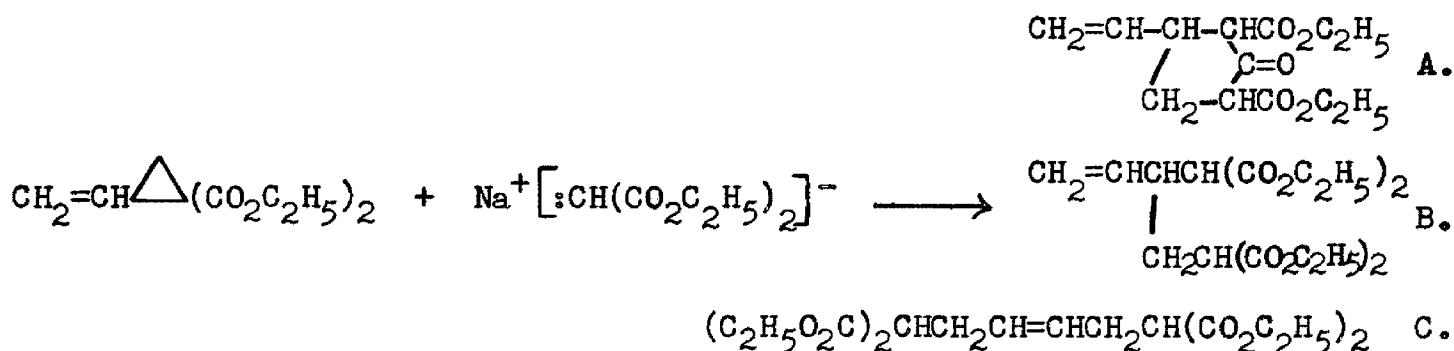 CH2=CH-CH-CHCO2C2H5
C=O A.
CH2-CHCO2C2H5
CH2=CH (CO2C2H5)2 + Na+[:CH(CO2C2H5)2]-
CH2=CHCHCH(CO2C2H5)2
B.
CH2CH(CO2C2H5)2
(C2H5O2C)2CHCH2CH=CHCH2CH(CO2C2H5)2 C.